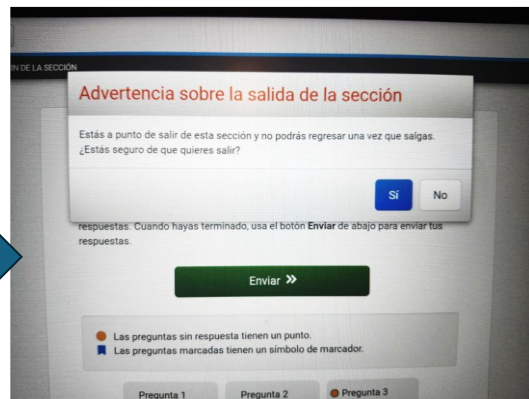 N DE LA SECCIÓN
Advertencia sobre la salida de la sección
Estás a punto de salir de esta sección y no podrás regresar una vez que salgas.
¿Estás seguro de que quieres salir?
Sí
No
respuestas. Cuando hayas terminado, usa el botón Enviar de abajo para enviar tus
respuestas.
Enviar »
Las preguntas sin respuesta tienen un punto.
Las preguntas marcadas tienen un símbolo de marcador.
Pregunta 1
Pregunta 2
Pregunta 3